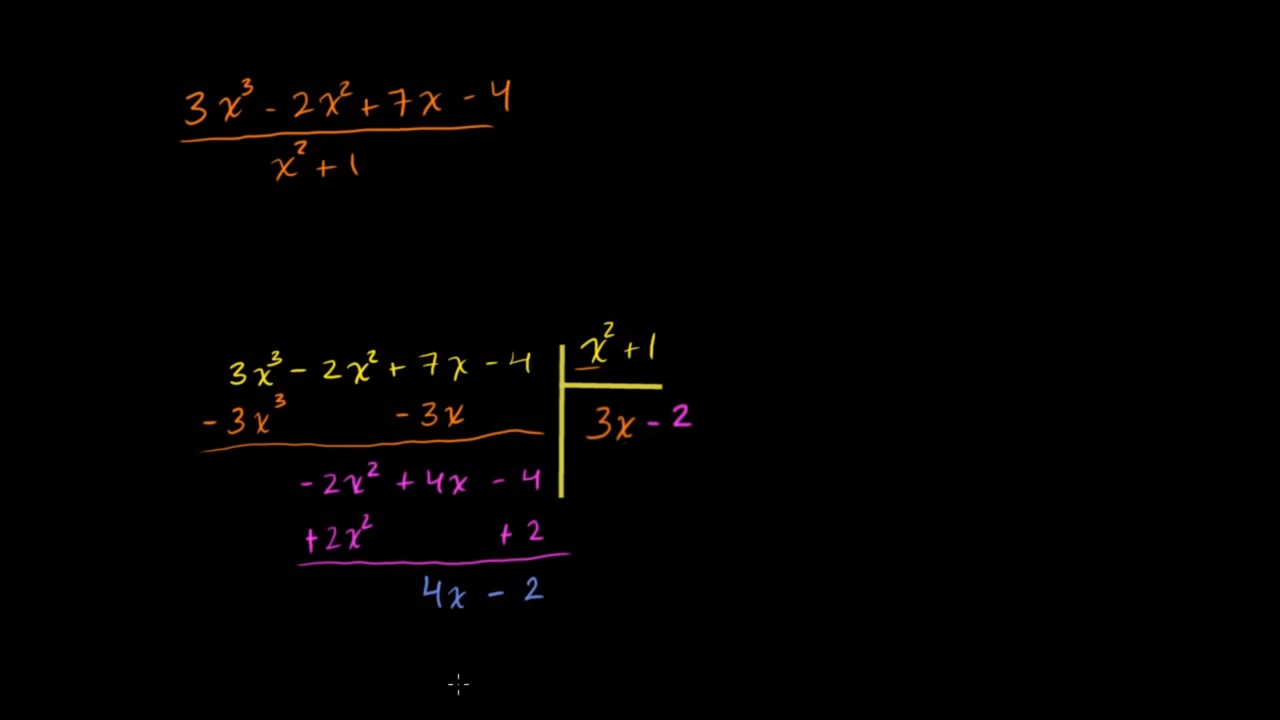 3x³ - 2x² + 7x - 4
x² + 1
3x³ - 2x² + 7x - 4
x² + 1
- 3x³ - 3x
3x - 2
- 2x² + 4x - 4
+ 2x² + 2
4x - 2